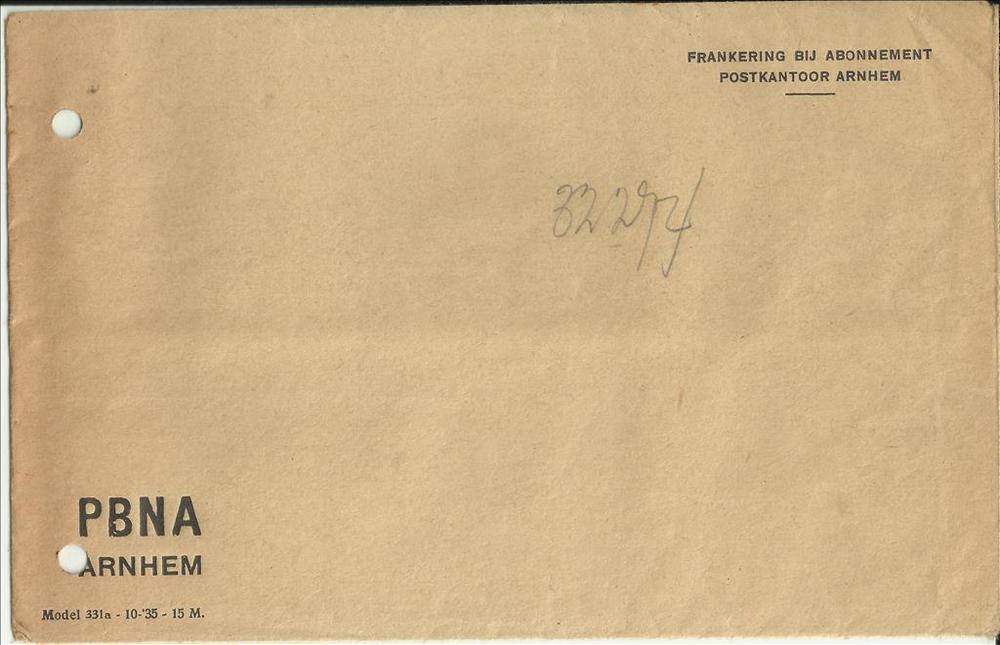 FRANKERING BIJ ABONNEMENT
POSTKANTOOR ARNHEM
32274
PBNA
ARNHEM
Model 331a - 10-'35 - 15 M.